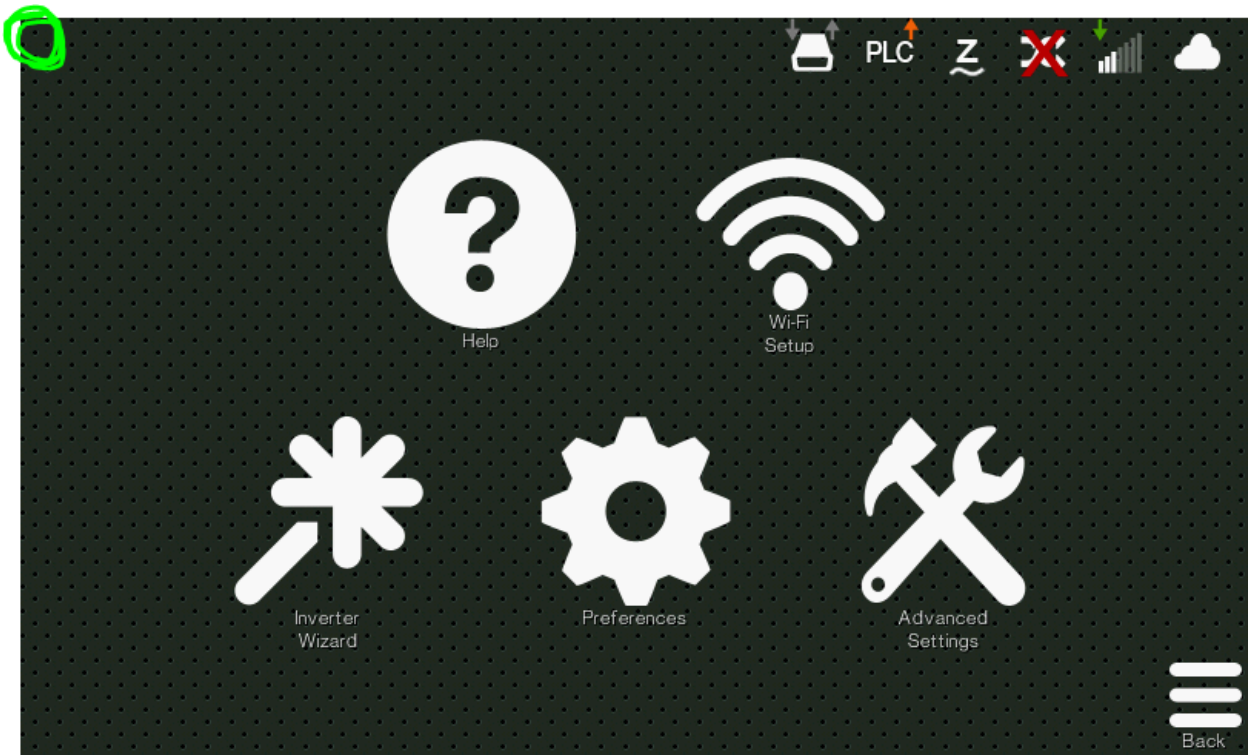 PLC
Z
?
Help
Wi-Fi
Setup
Inverter
Wizard
Preferences
Advanced
Settings
Back